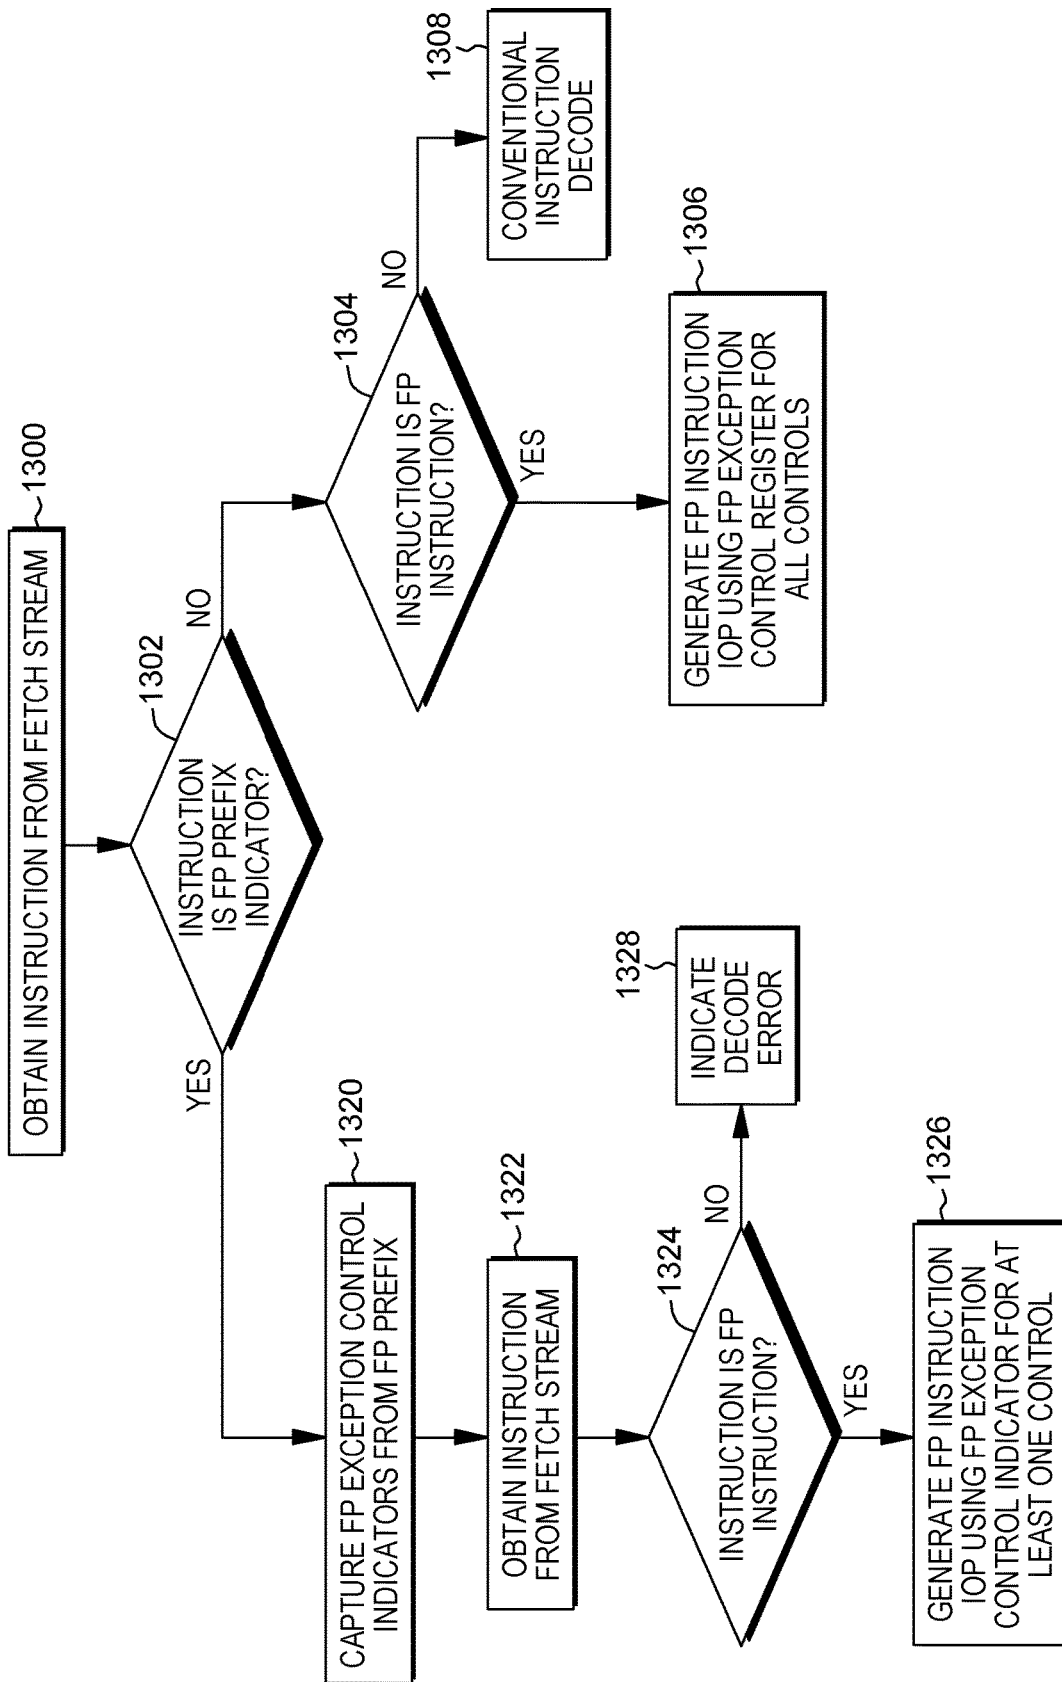 OBTAIN INSTRUCTION FROM FETCH STREAM
1300
INSTRUCTION
IS FP PREFIX
INDICATOR?
1302
YES
NO
CAPTURE FP EXCEPTION CONTROL
INDICATORS FROM FP PREFIX
1320
OBTAIN INSTRUCTION
FROM FETCH STREAM
1322
INSTRUCTION IS FP
INSTRUCTION?
1324
NO
YES
INDICATE
DECODE
ERROR
1328
GENERATE FP INSTRUCTION
IOP USING FP EXCEPTION
CONTROL INDICATOR FOR AT
LEAST ONE CONTROL
1326
INSTRUCTION IS FP
INSTRUCTION?
1304
NO
YES
CONVENTIONAL
INSTRUCTION
DECODE
1308
GENERATE FP INSTRUCTION
IOP USING FP EXCEPTION
CONTROL REGISTER FOR
ALL CONTROLS
1306